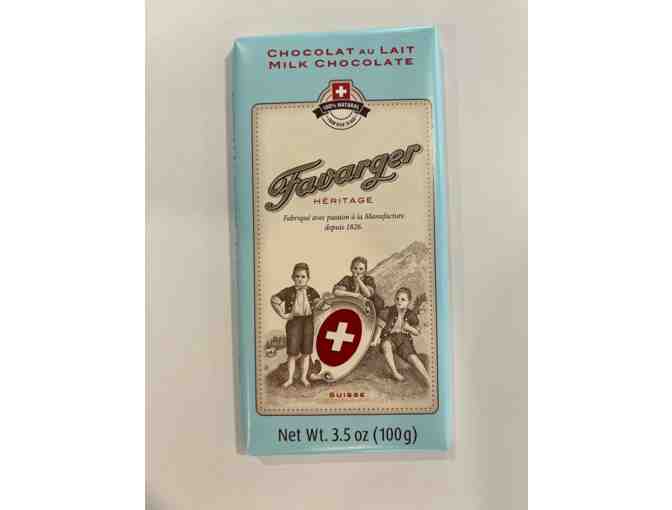 CHOCOLAT AU LAIT
MILK CHOCOLATE
100% NATURAL
Favarger
HÉRITAGE
Fabriqué avec passion à la Manufacture
depuis 1826.
SUISSE
Net Wt. 3.5 oz (100g)